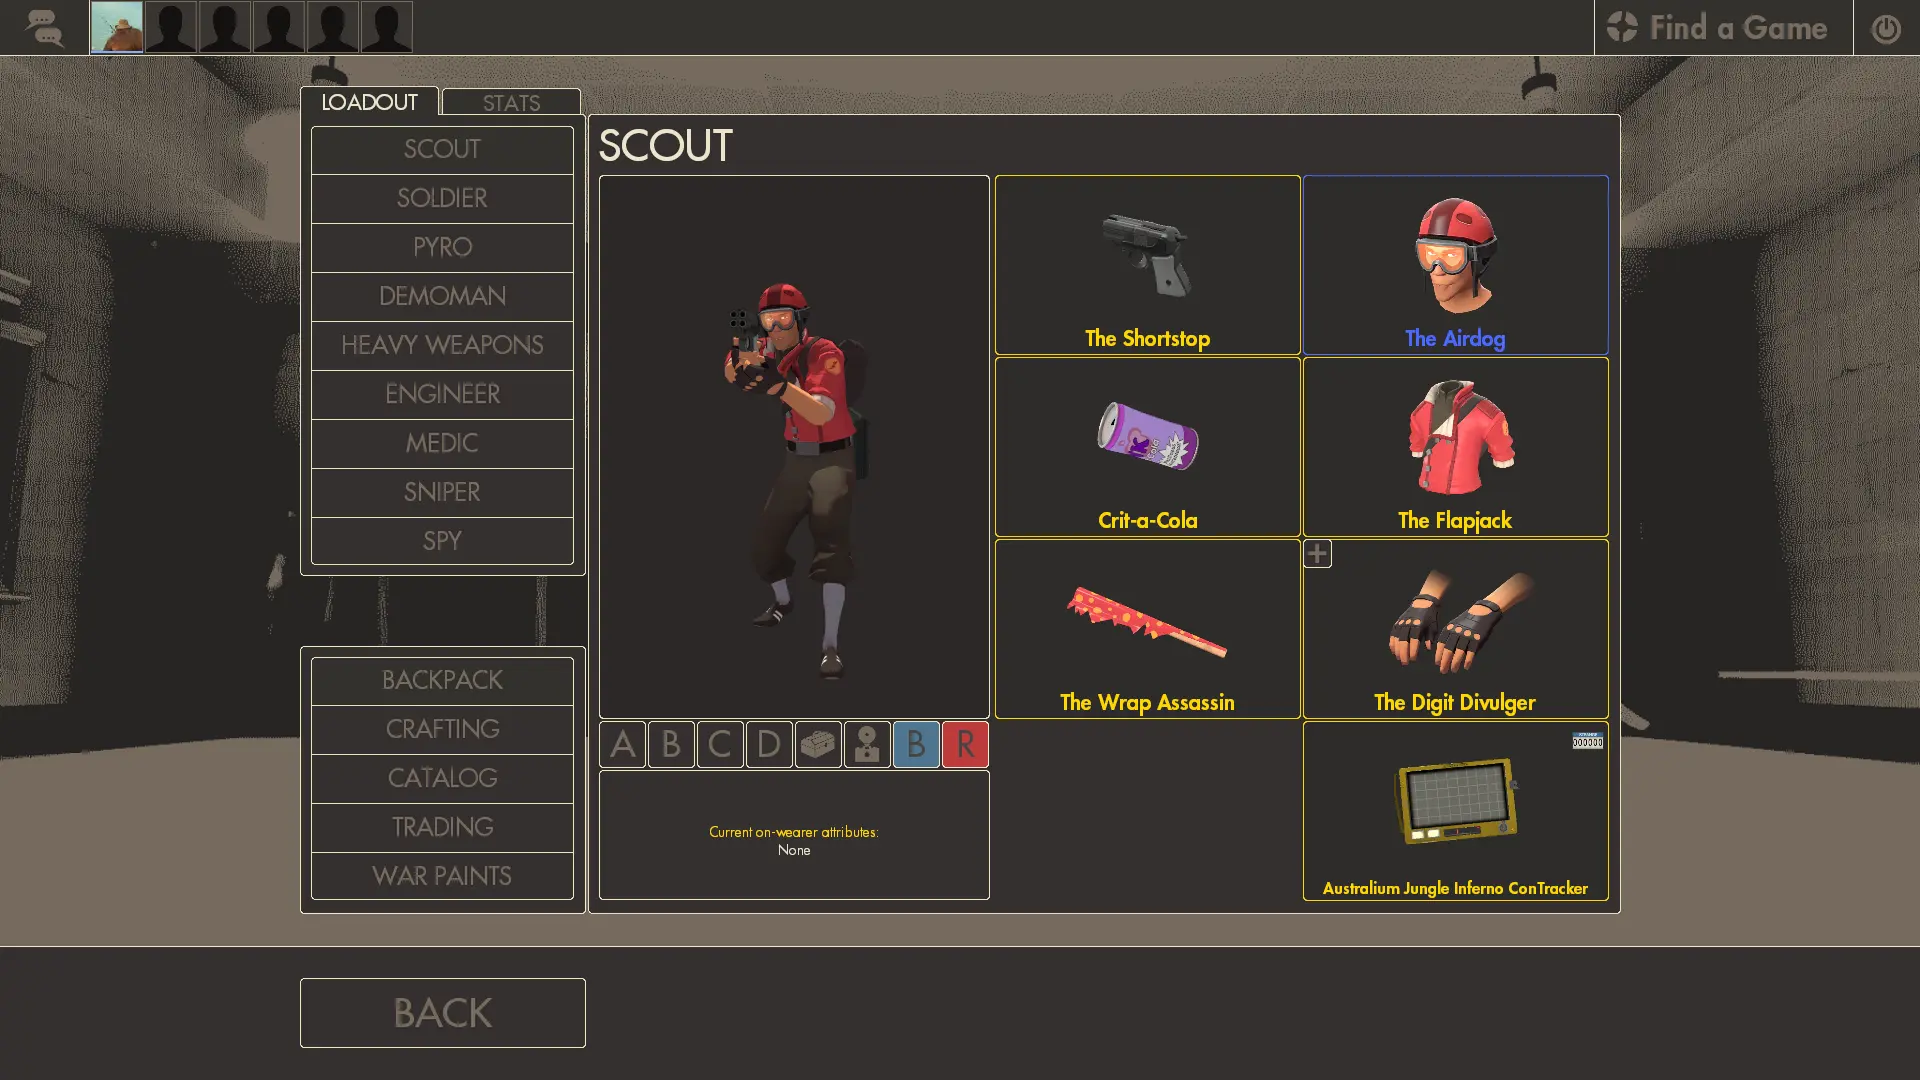 Find a Game
LOADOUT
STATS
SCOUT
SOLDIER
PYRO
DEMOMAN
HEAVY WEAPONS
ENGINEER
MEDIC
SNIPER
SPY
BACKPACK
CRAFTING
CATALOG
TRADING
WAR PAINTS
SCOUT
A
B
C
D
B
R
Current on-wearer attributes:
None
The Shortstop
The Airdog
Crit-a-Cola
The Flapjack
The Wrap Assassin
+
The Digit Divulger
STRANGE
000000
Australium Jungle Inferno ConTracker
BACK